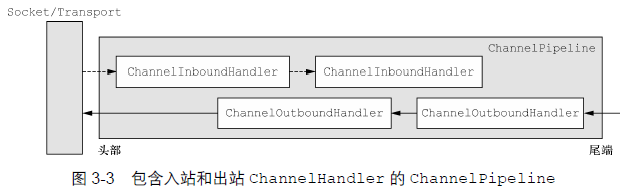 Socket/Transport
ChannelPipeline
ChannelInboundHandler
ChannelInboundHandler
ChannelOutboundHandler
ChannelOutboundHandler
头部
尾端
图 3-3 包含入站和出站 ChannelHandler 的 ChannelPipeline